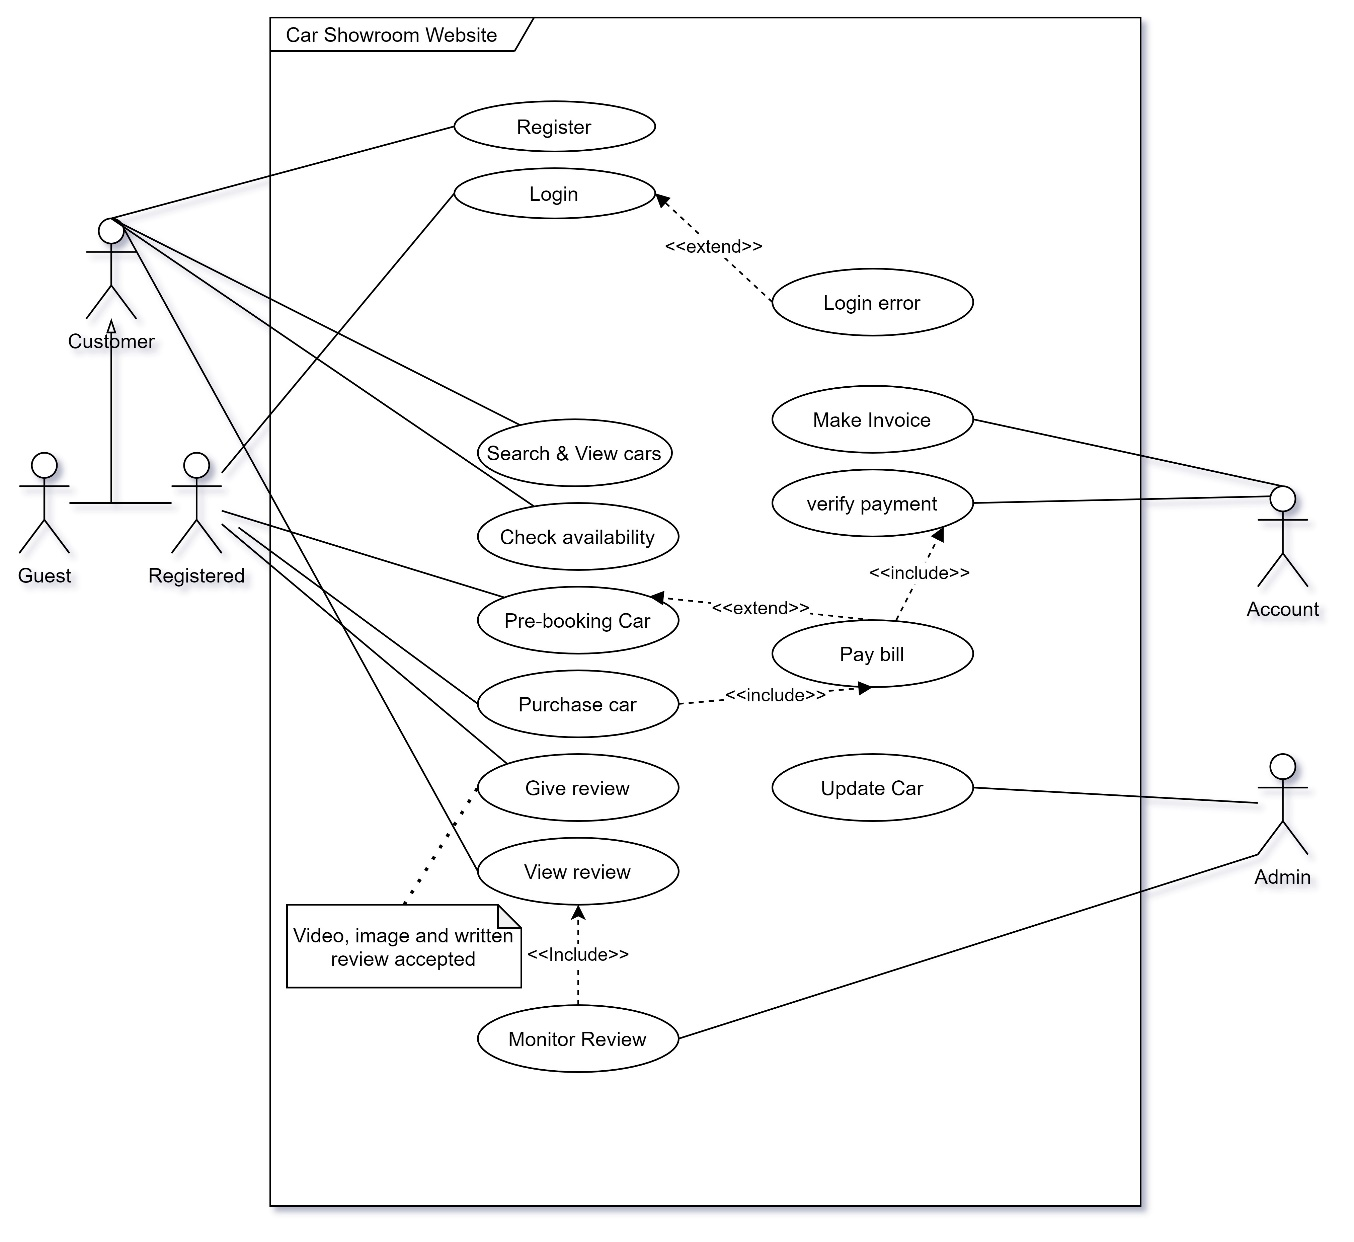 Car Showroom Website
Register
Login
<<extend>>
Login error
Customer
Make Invoice
Search & View cars
verify payment
Check availability
Guest
Registered
<<include>>
Account
<<extend>>
Pre-booking Car
Pay bill
<<include>>
Purchase car
Give review
Update Car
View review
Admin
Video, image and written
review accepted
<<Include>>
Monitor Review